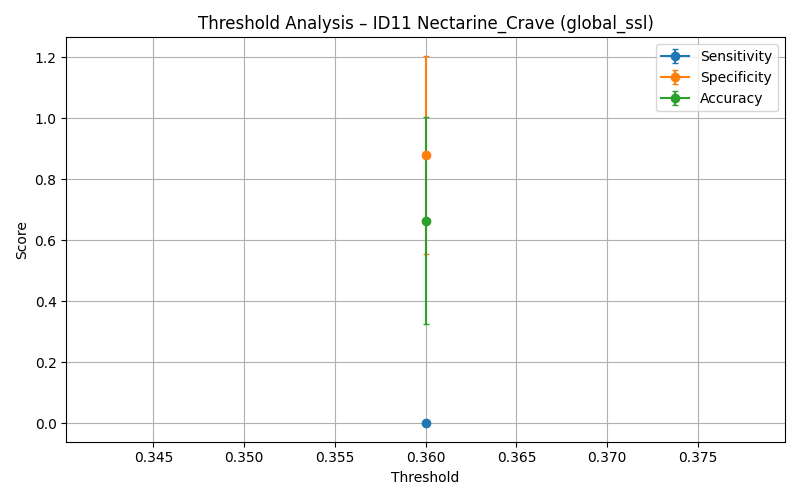 Threshold Analysis – ID11 Nectarine_Crave (global_ssl)
Sensitivity
Specificity
Accuracy
Score
1.2
1.0
0.8
0.6
0.4
0.2
0.0
0.345 0.350 0.355 0.360 0.365 0.370 0.375
Threshold